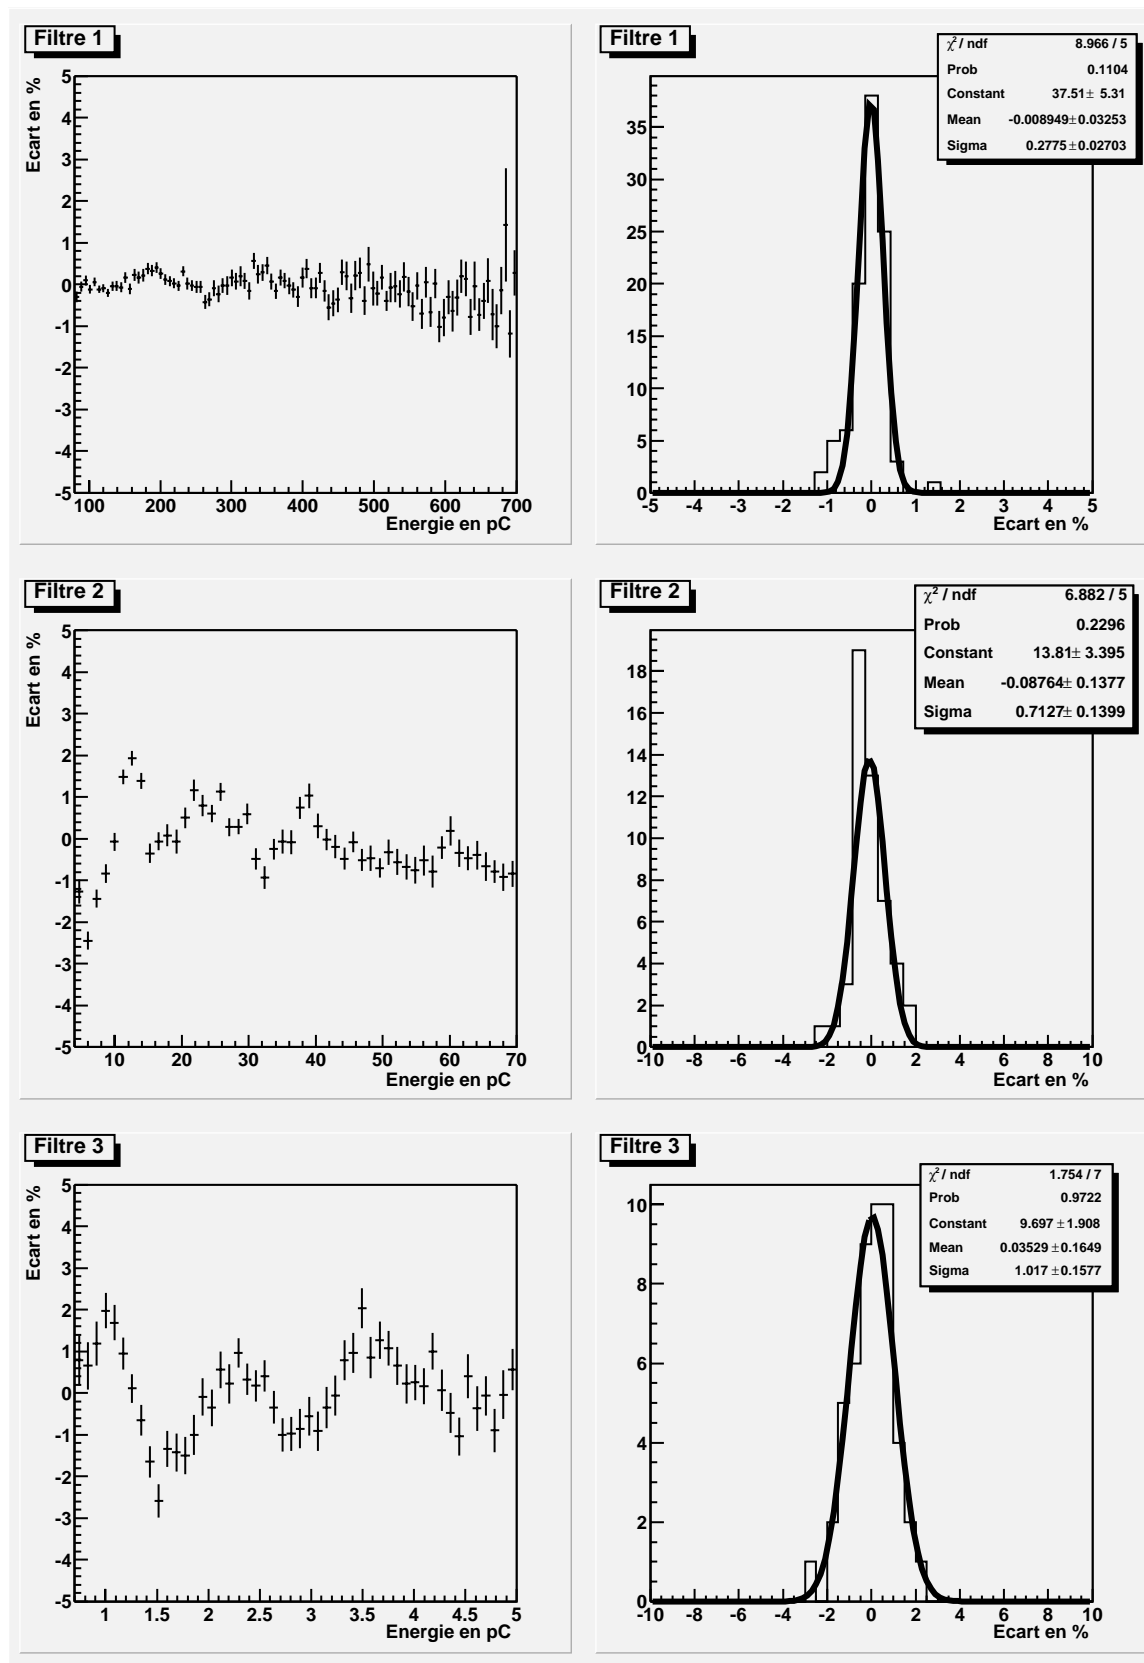 Filtre 1
Ecart en %
5
4
3
2
1
0
-1
-2
-3
-4
-5
100 200 300 400 500 600 700
Energie en pC
Filtre 1
χ² / ndf 8.966 / 5
Prob 0.1104
Constant 37.51± 5.31
Mean -0.008949±0.03253
Sigma 0.2775±0.02703
35
30
25
20
15
10
5
0
-5 -4 -3 -2 -1 0 1 2 3 4 5
Ecart en %
Filtre 2
Ecart en %
5
4
3
2
1
0
-1
-2
-3
-4
-5
10 20 30 40 50 60 70
Energie en pC
Filtre 2
χ² / ndf 6.882 / 5
Prob 0.2296
Constant 13.81± 3.395
Mean -0.08764± 0.1377
Sigma 0.7127± 0.1399
18
16
14
12
10
8
6
4
2
0
-10 -8 -6 -4 -2 0 2 4 6 8 10
Ecart en %
Filtre 3
Ecart en %
5
4
3
2
1
0
-1
-2
-3
-4
-5
1 1.5 2 2.5 3 3.5 4 4.5 5
Energie en pC
Filtre 3
χ² / ndf 1.754 / 7
Prob 0.9722
Constant 9.697 ±1.908
Mean 0.03529 ±0.1649
Sigma 1.017 ±0.1577
10
8
6
4
2
0
-10 -8 -6 -4 -2 0 2 4 6 8 10
Ecart en %